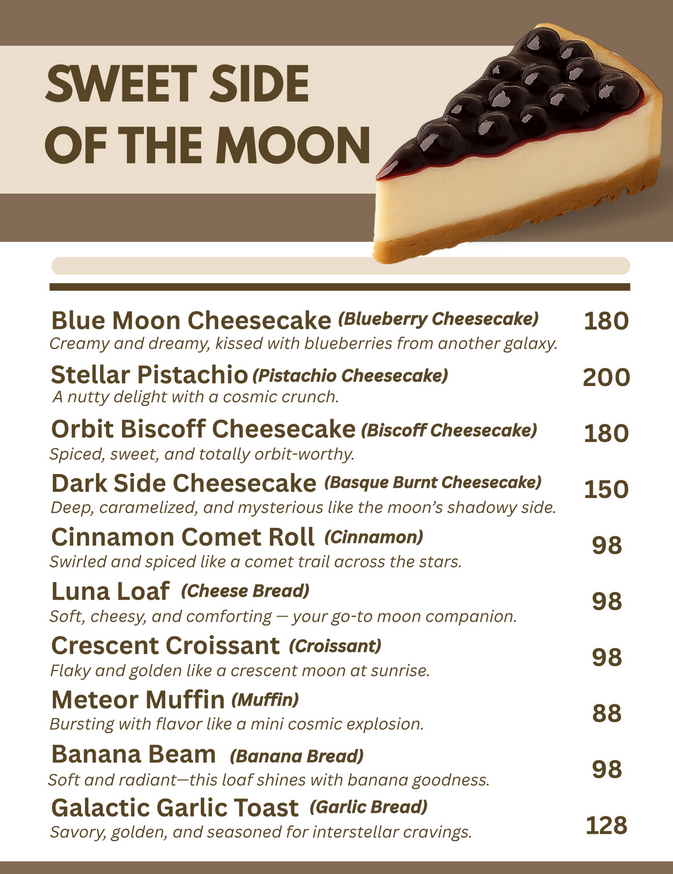 SWEET SIDE
OF THE MOON
Blue Moon Cheesecake (Blueberry Cheesecake) 180
Creamy and dreamy, kissed with blueberries from another galaxy.
Stellar Pistachio (Pistachio Cheesecake) 200
A nutty delight with a cosmic crunch.
Orbit Biscoff Cheesecake (Biscoff Cheesecake) 180
Spiced, sweet, and totally orbit-worthy.
Dark Side Cheesecake (Basque Burnt Cheesecake) 150
Deep, caramelized, and mysterious like the moon’s shadowy side.
Cinnamon Comet Roll (Cinnamon) 98
Swirled and spiced like a comet trail across the stars.
Luna Loaf (Cheese Bread) 98
Soft, cheesy, and comforting — your go-to moon companion.
Crescent Croissant (Croissant) 98
Flaky and golden like a crescent moon at sunrise.
Meteor Muffin (Muffin) 88
Bursting with flavor like a mini cosmic explosion.
Banana Beam (Banana Bread) 98
Soft and radiant—this loaf shines with banana goodness.
Galactic Garlic Toast (Garlic Bread) 128
Savory, golden, and seasoned for interstellar cravings.